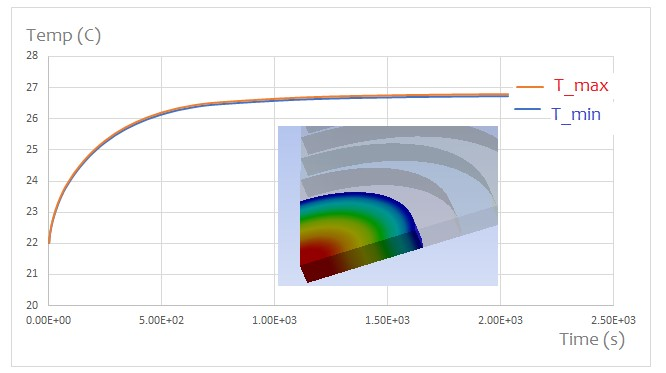 Temp (C)
28
27
26
25
24
23
22
21
20
T_max
T_min
0.00E+00
5.00E+02
1.00E+03
1.50E+03
2.00E+03
2.50E+03
Time (s)